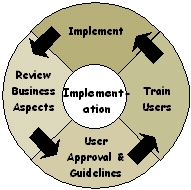 Implement
Review
Business
Aspects
Implement-
ation
Train
Users
User
Approval &
Guidelines